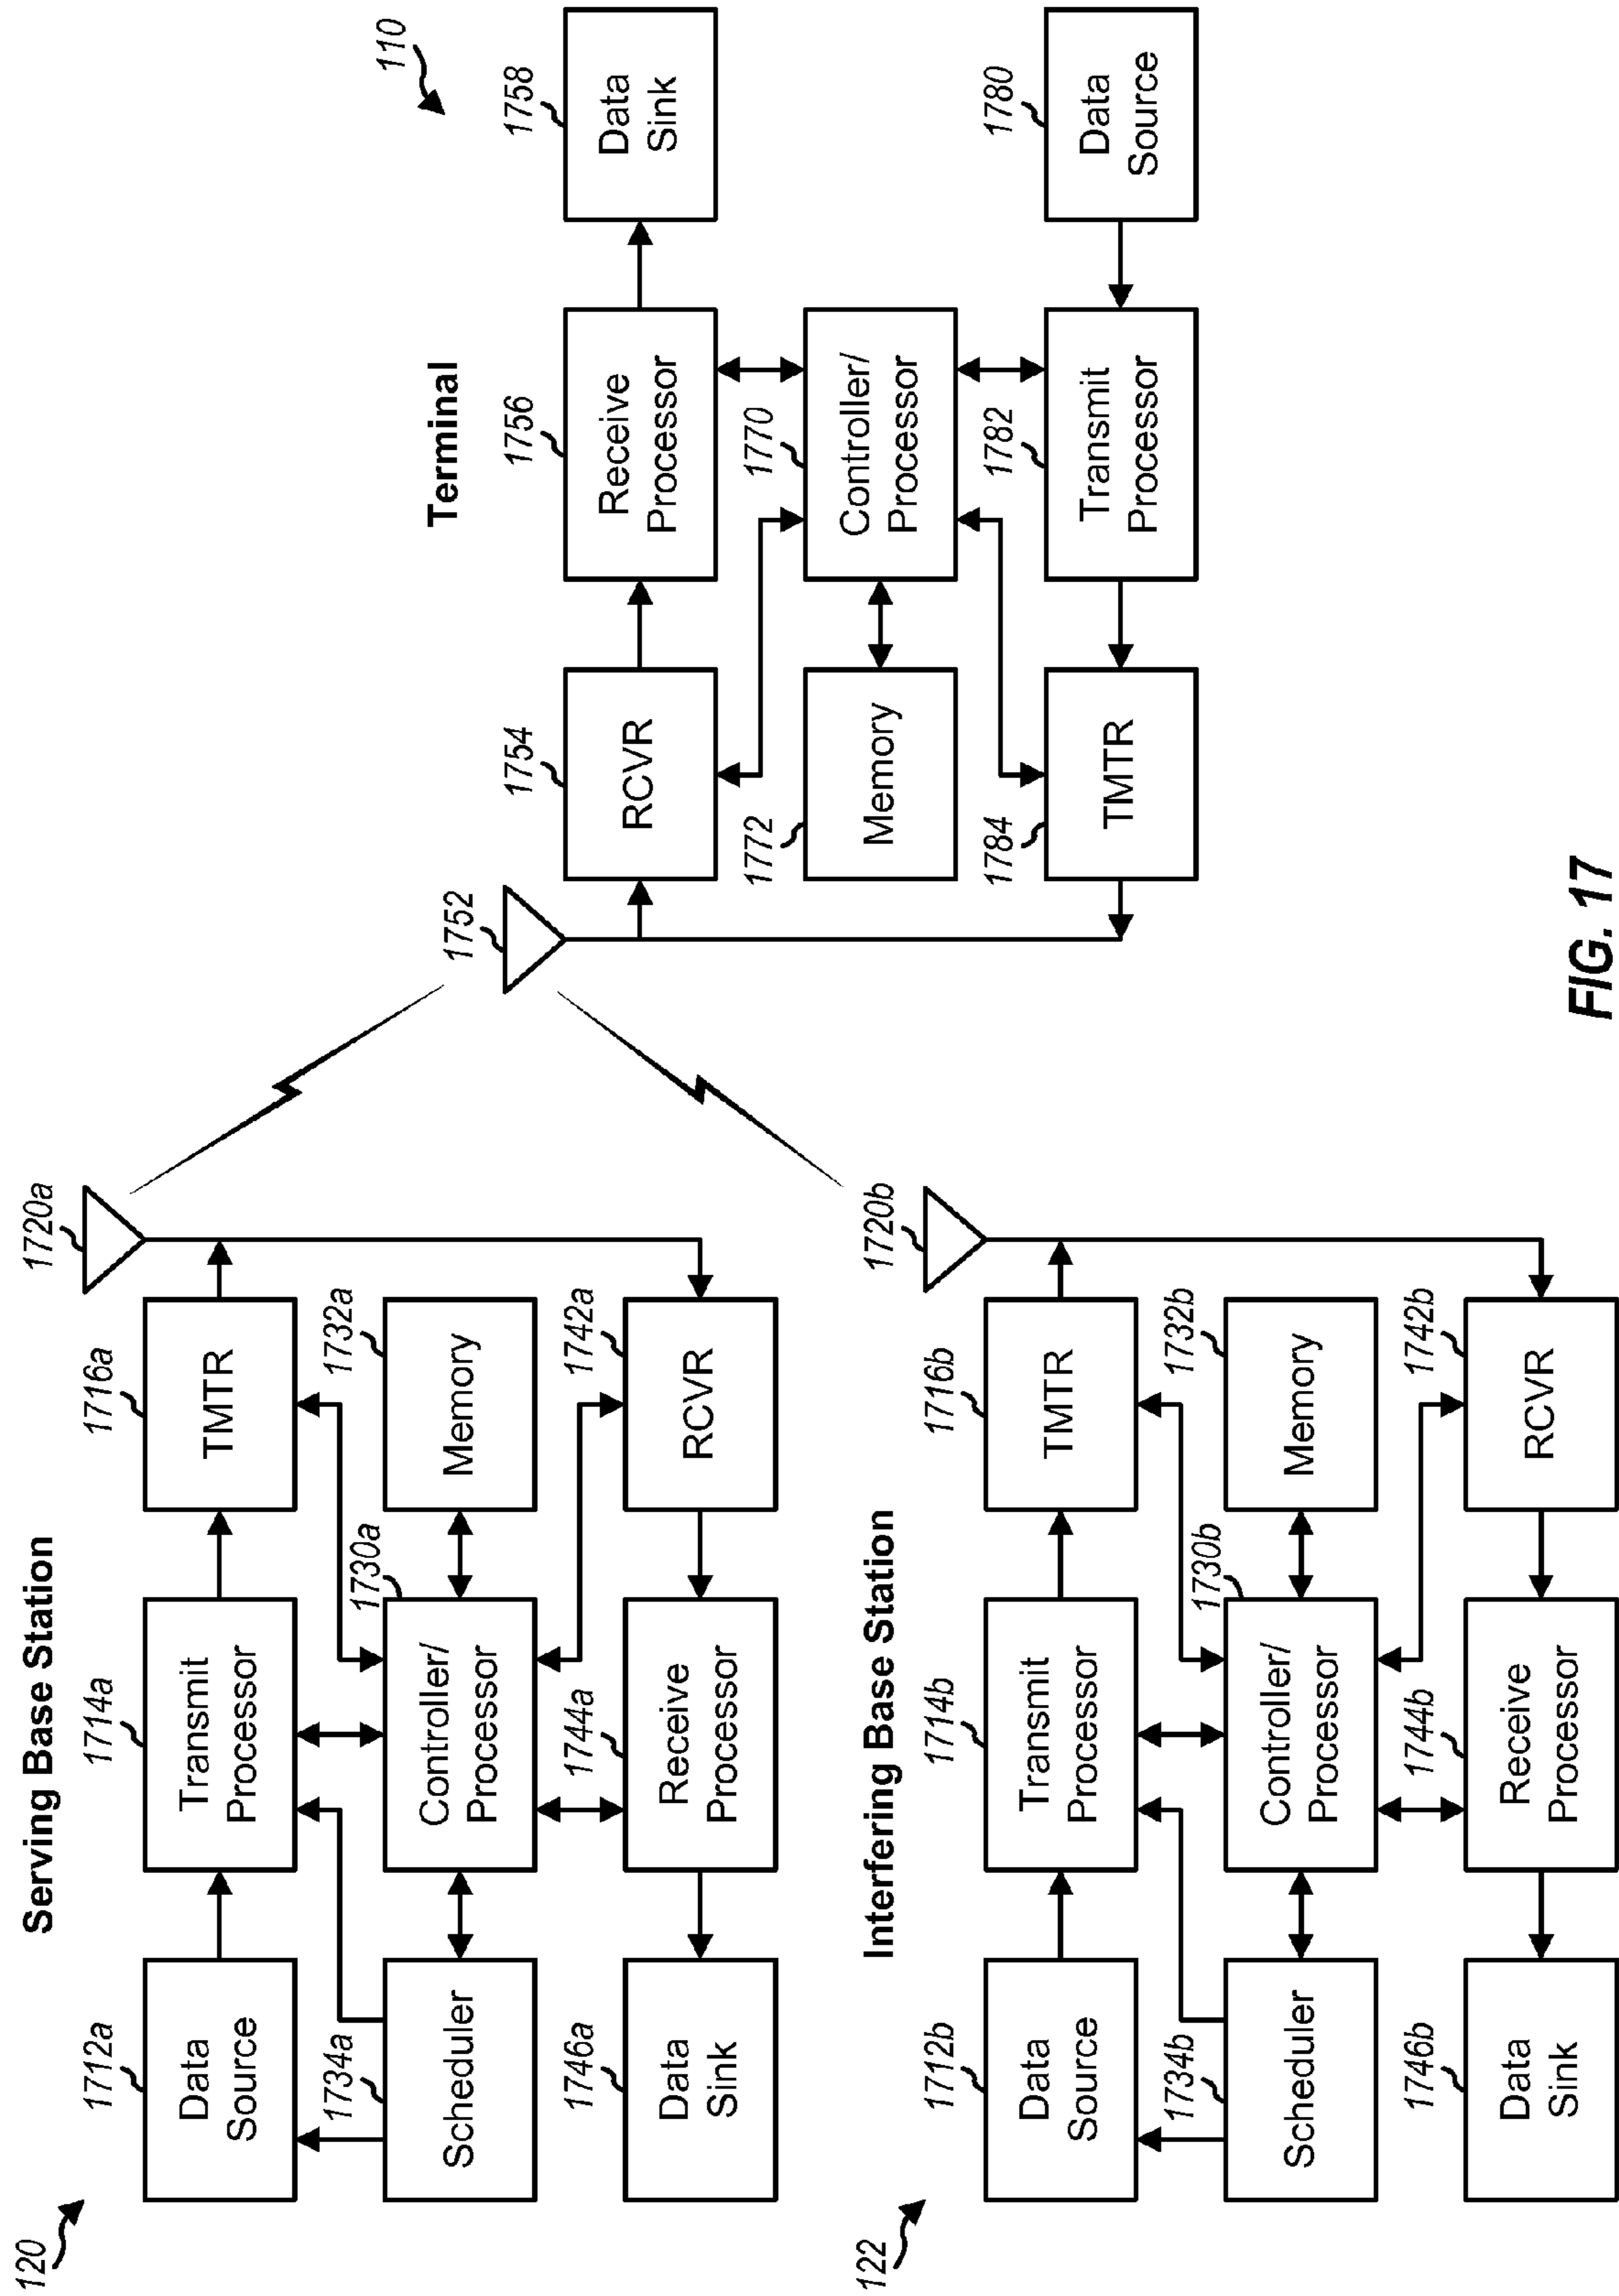 120
Serving Base Station
1712a
Data
Source
1714a
Transmit
Processor
1716a
TMTR
1720a
1734a
Scheduler
1730a
Controller/
Processor
1732a
Memory
1746a
Data
Sink
1744a
Receive
Processor
1742a
RCVR
122
Interfering Base Station
1712b
Data
Source
1714b
Transmit
Processor
1716b
TMTR
1720b
1734b
Scheduler
1730b
Controller/
Processor
1732b
Memory
1746b
Data
Sink
1744b
Receive
Processor
1742b
RCVR
110
Terminal
1752
1754
RCVR
1756
Receive
Processor
1758
Data
Sink
1772
Memory
1770
Controller/
Processor
1784
TMTR
1782
Transmit
Processor
1780
Data
Source
FIG. 17